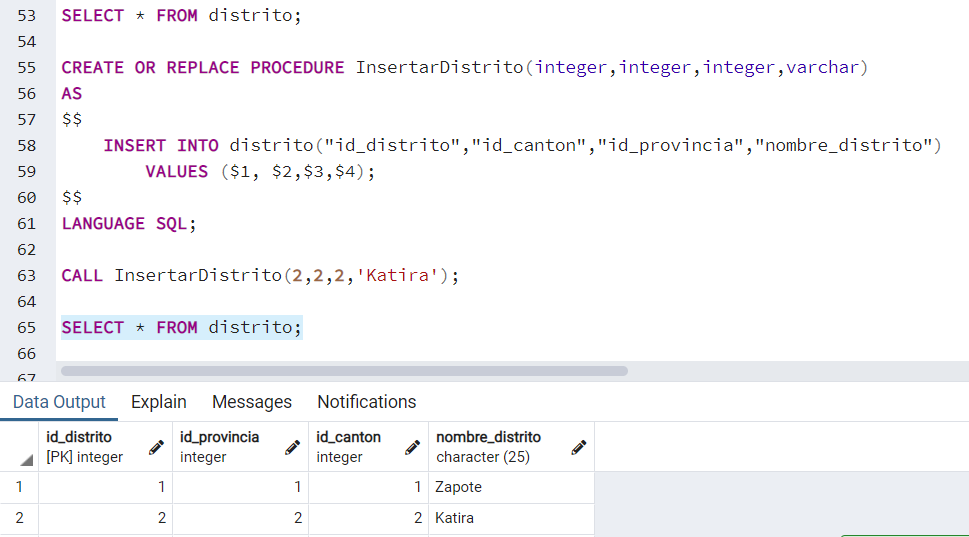 53 SELECT * FROM distrito;
54
55 CREATE OR REPLACE PROCEDURE InsertarDistrito(integer,integer,integer,varchar)
56 AS
57 $$
58 INSERT INTO distrito("id_distrito","id_canton","id_provincia","nombre_distrito")
59 VALUES ($1, $2,$3,$4);
60 $$
61 LANGUAGE SQL;
62
63 CALL InsertarDistrito(2,2,2,'Katira');
64
65 SELECT * FROM distrito;
66
67
Data Output Explain Messages Notifications
id_distrito id_provincia id_canton nombre_distrito
[PK] integer integer integer character (25)
1 1 1 1 Zapote
2 2 2 2 Katira